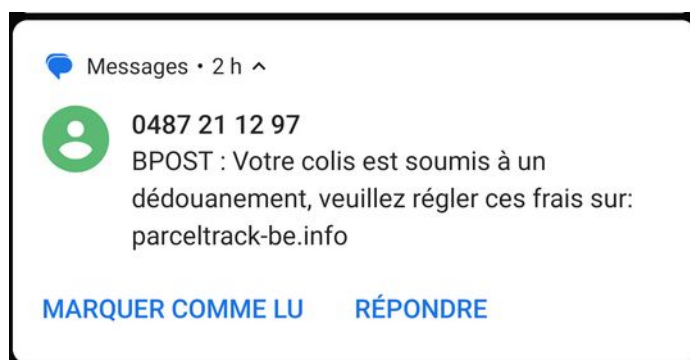 Messages • 2 h
0487 21 12 97
BPOST : Votre colis est soumis à un
dédouanement, veuillez régler ces frais sur:
parceltrack-be.info
MARQUER COMME LU RÉPONDRE